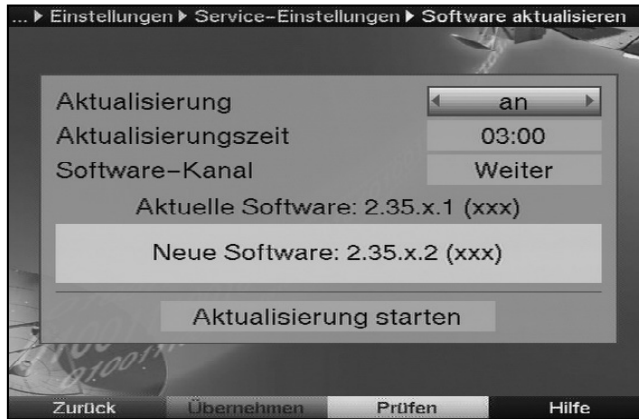 ... ▶ Einstellungen ▶ Service-Einstellungen ▶ Software aktualisieren
Aktualisierung ◀ an ▶
Aktualisierungszeit 03:00
Software-Kanal Weiter
Aktuelle Software: 2.35.x.1 (xxx)
Neue Software: 2.35.x.2 (xxx)
Aktualisierung starten
Zurück Übernehmen Prüfen Hilfe